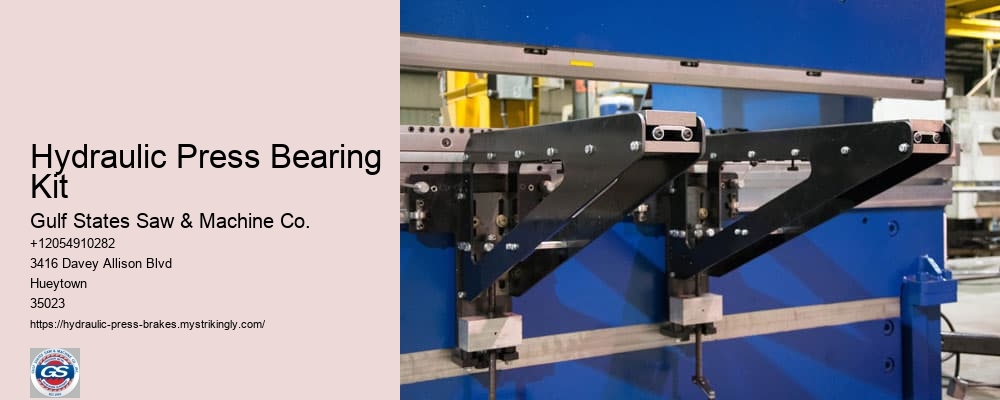 Hydraulic Press Bearing
Kit
Gulf States Saw & Machine Co.
+12054910282
3416 Davey Allison Blvd
Hueytown
35023
https://hydraulic-press-brakes.mystrikingly.com/
GS